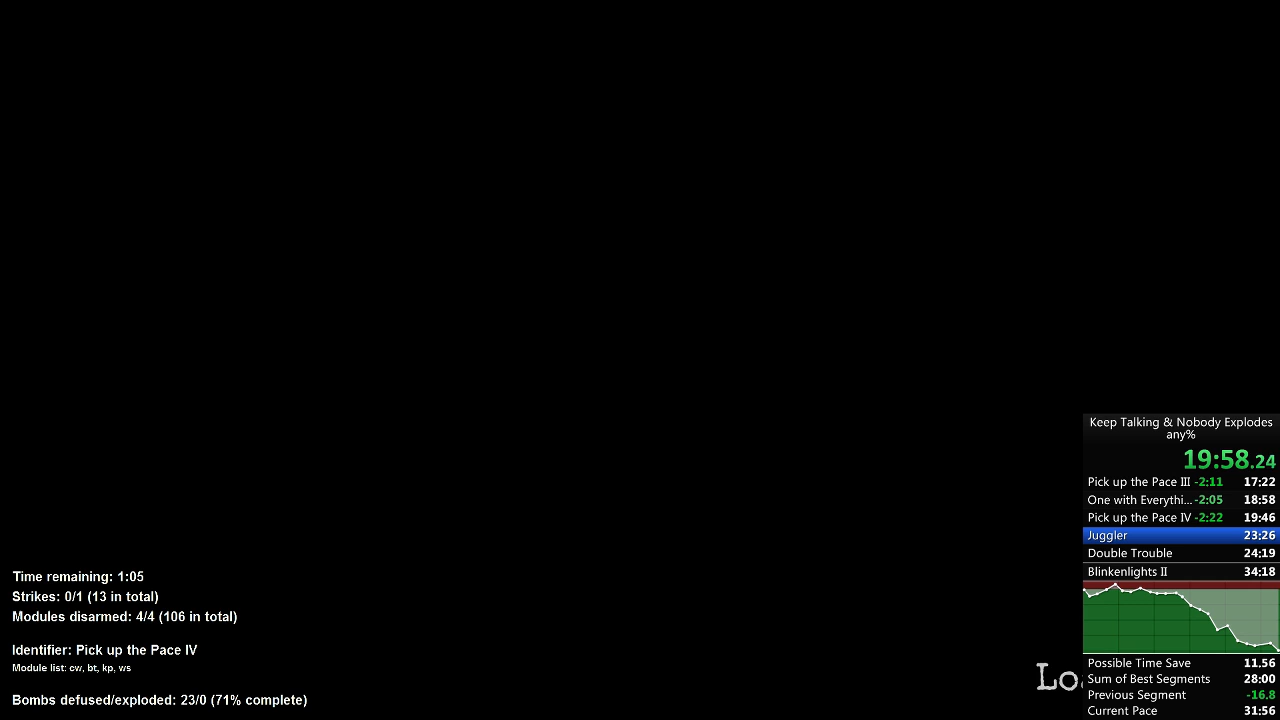 Time remaining: 1:05
Strikes: 0/1 (13 in total)
Modules disarmed: 4/4 (106 in total)
Identifier: Pick up the Pace IV
Module list: cw, bt, kp, ws
Bombs defused/exploded: 23/0 (71% complete)
Lo
Keep Talking & Nobody Explodes
any%
19:58.24
Pick up the Pace III -2:11 17:22
One with Everythi... -2:05 18:58
Pick up the Pace IV -2:22 19:46
Juggler 23:26
Double Trouble 24:19
Blinkenlights II 34:18
Possible Time Save 11.56
Sum of Best Segments 28:00
Previous Segment -16.8
Current Pace 31:56